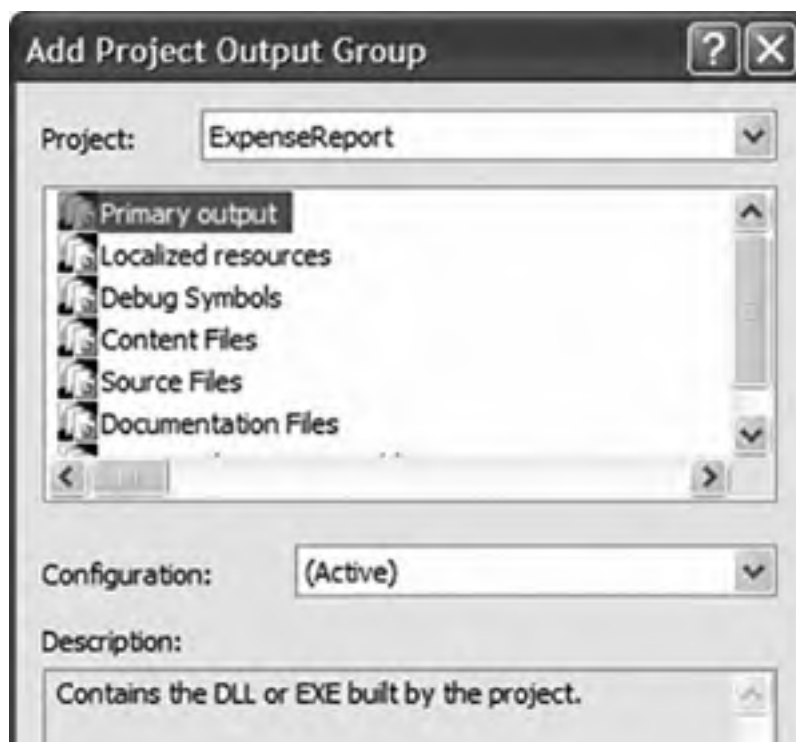 Add Project Output Group
Project: ExpenseReport
Primary output
Localized resources
Debug Symbols
Content Files
Source Files
Documentation Files
Configuration: (Active)
Description:
Contains the DLL or EXE built by the project.